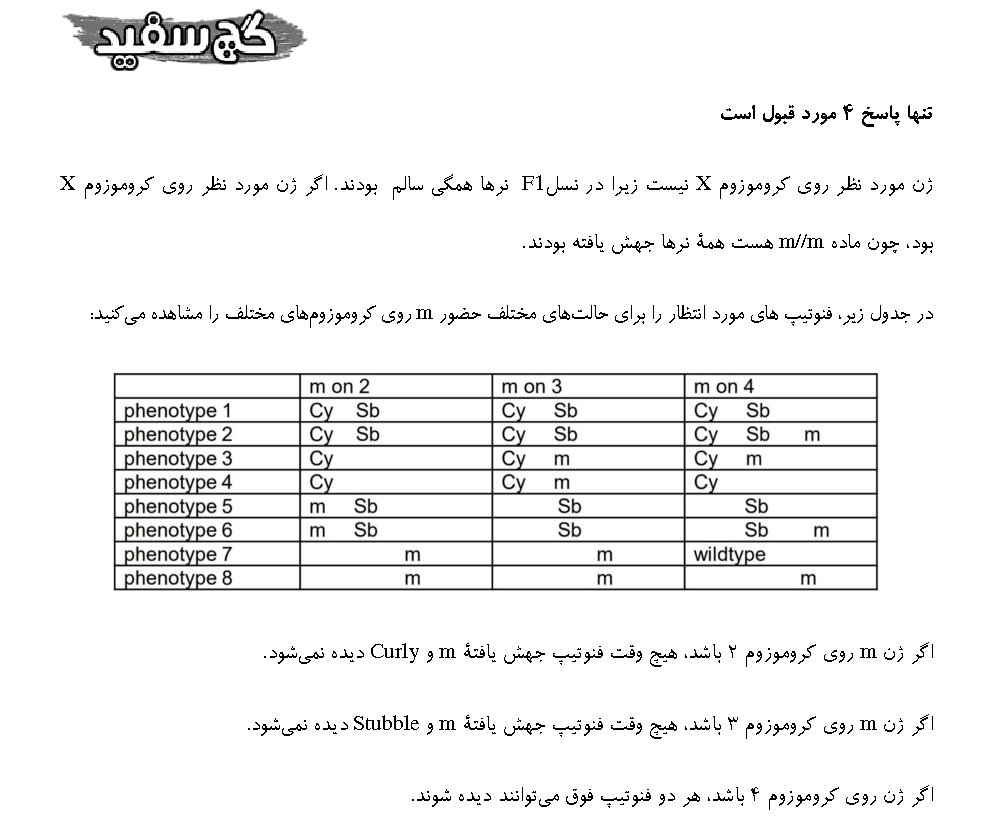 گچ سفید
تنها پاسخ ۴ مورد قبول است
ژن مورد نظر روی کروموزوم X نیست زیرا در نسل F1 نرها همگی سالم بودند. اگر ژن مورد نظر روی کروموزوم X
بود، چون ماده m//m هست همهٔ نرها جهش یافته بودند.
در جدول زیر، فنوتیپ های مورد انتظار را برای حالت‌های مختلف حضور m روی کروموزوم‌های مختلف را مشاهده می‌کنید:
m on 2 m on 3 m on 4
phenotype 1 Cy Sb Cy Sb Cy Sb
phenotype 2 Cy Sb Cy Sb Cy Sb m
phenotype 3 Cy Cy m Cy m
phenotype 4 Cy Cy m Cy
phenotype 5 m Sb Sb Sb
phenotype 6 m Sb Sb Sb m
phenotype 7 m m wildtype
phenotype 8 m m m
اگر ژن m روی کروموزوم ۲ باشد، هیچ وقت فنوتیپ جهش یافتهٔ m و Curly دیده نمی‌شود.
اگر ژن m روی کروموزوم ۳ باشد، هیچ وقت فنوتیپ جهش یافتهٔ m و Stubble دیده نمی‌شود.
اگر ژن روی کروموزوم ۴ باشد، هر دو فنوتیپ فوق می‌توانند دیده شوند.